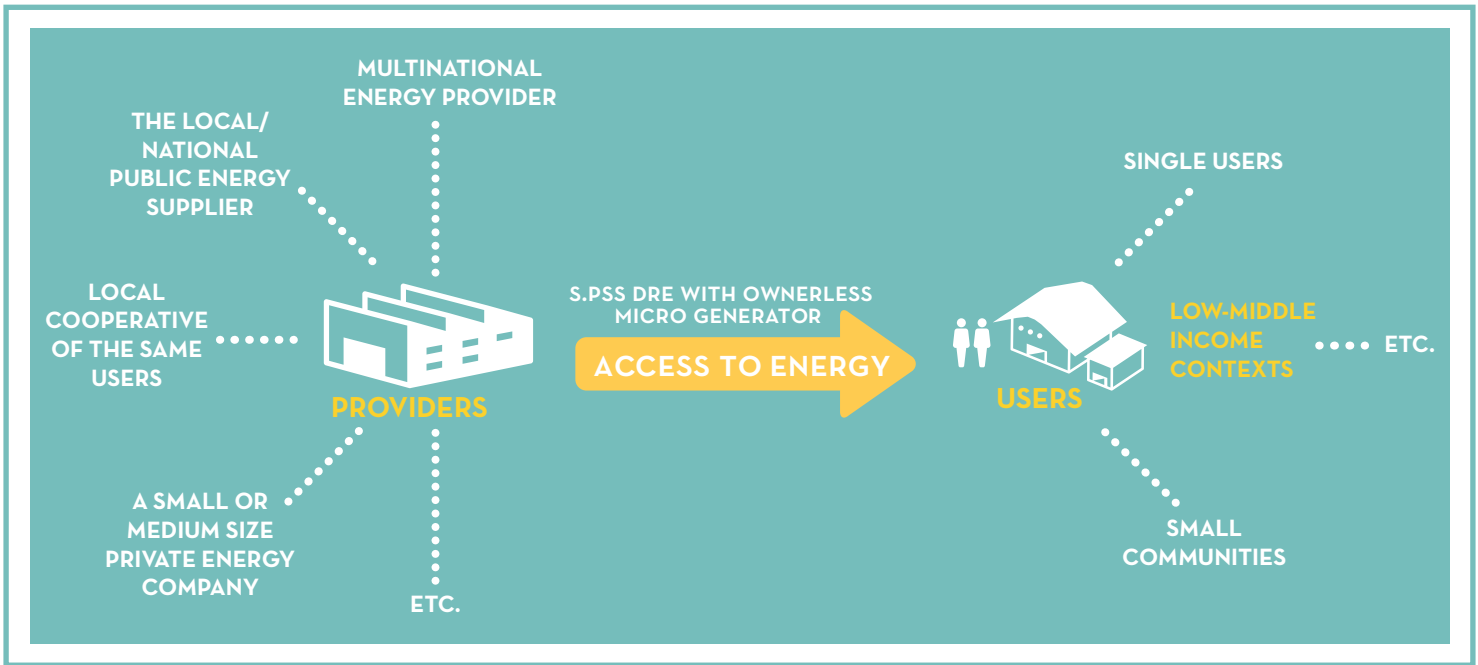 MULTINATIONAL
ENERGY PROVIDER
THE LOCAL/
NATIONAL
PUBLIC ENERGY
SUPPLIER
LOCAL
COOPERATIVE
OF THE SAME
USERS
PROVIDERS
A SMALL OR
MEDIUM SIZE
PRIVATE ENERGY
COMPANY
ETC.
S.PSS DRE WITH OWNERLESS
MICRO GENERATOR
ACCESS TO ENERGY
SINGLE USERS
LOW-MIDDLE
INCOME
CONTEXTS
ETC.
USERS
SMALL
COMMUNITIES